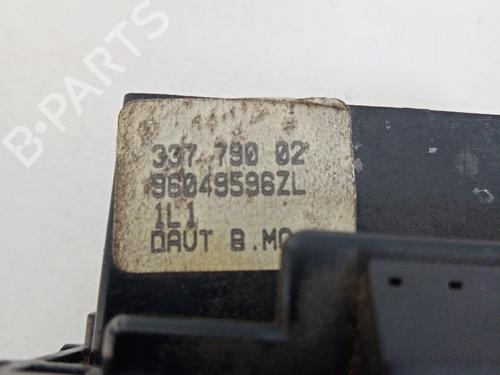 B-PARTS
337 790 02
96049596ZL
1L1
DAUT B.MO